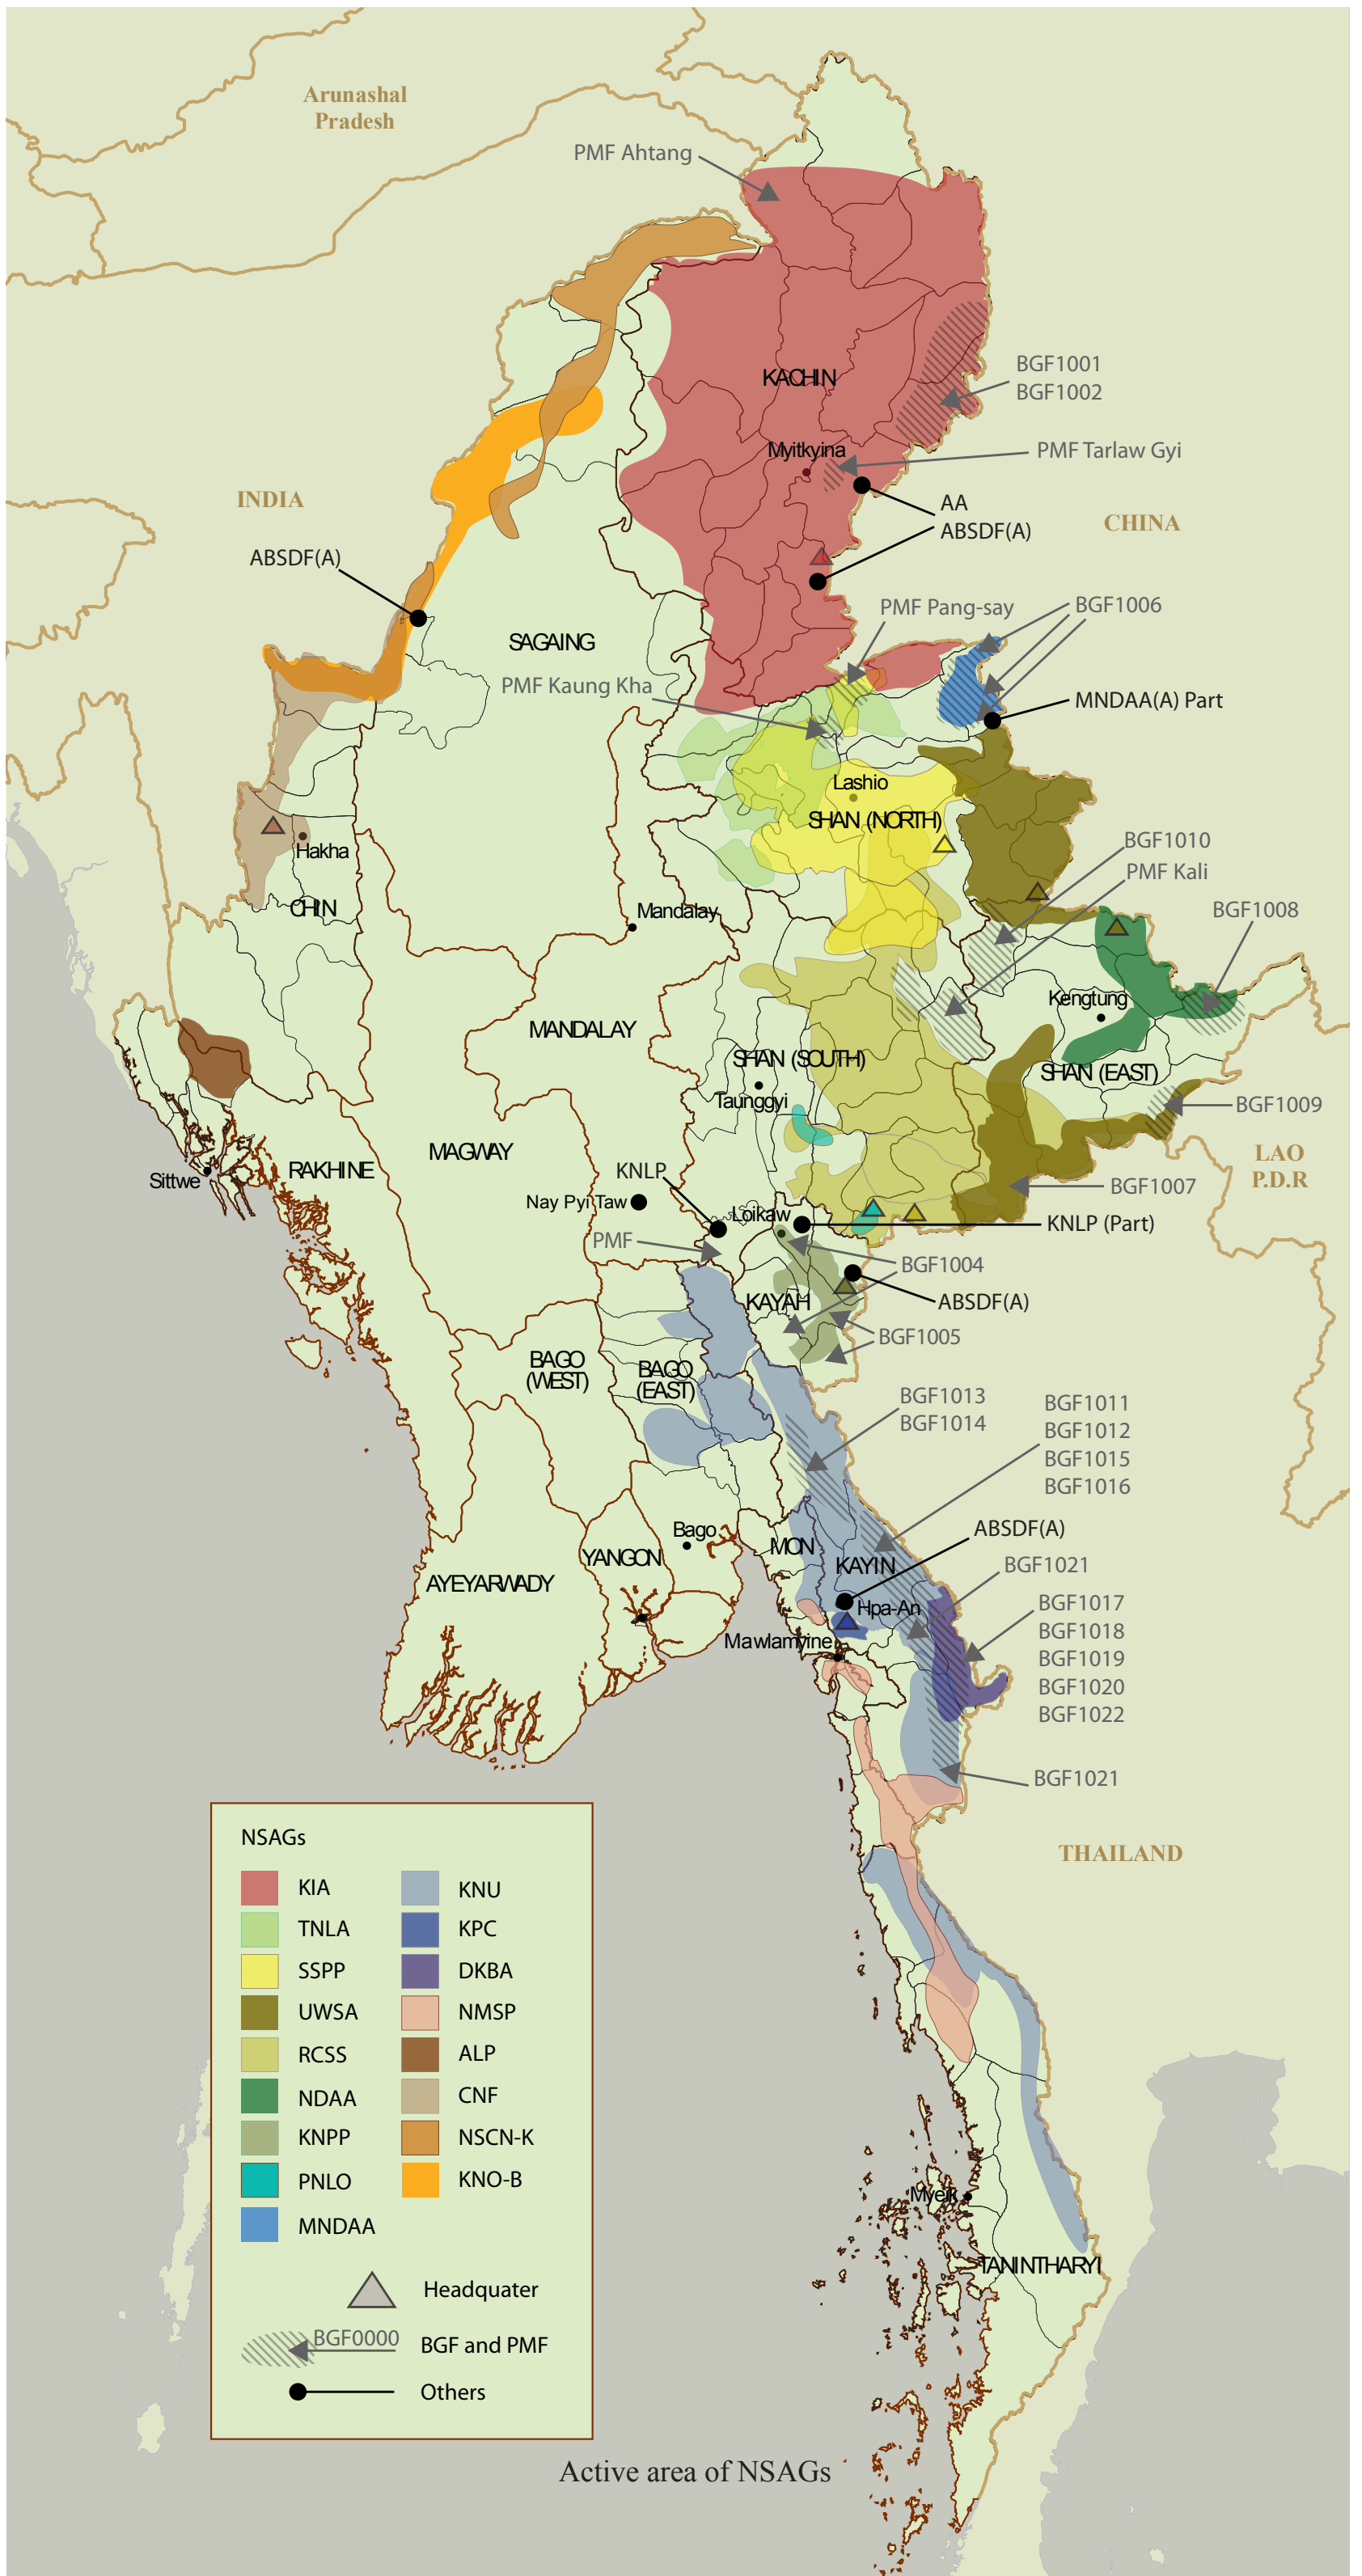 Arunashal
Pradesh
PMF Ahtang
BGF1001
BGF1002
KACHIN
Myitkyina
PMF Tarlaw Gyi
INDIA
AA
ABSDF(A)
CHINA
ABSDF(A)
PMF Pang-say
BGF1006
SAGAING
PMF Kaung Kha
MNDAA(A) Part
Lashio
SHAN (NORTH)
BGF1010
PMF Kali
Hakha
CHIN
Mandalay
BGF1008
Kengtung
MANDALAY
SHAN (SOUTH)
SHAN (EAST)
Taunggyi
BGF1009
MAGWAY
LAO
P.D.R
RAKHINE
Sittwe
KNLP
BGF1007
Nay Pyi Taw
Loikaw
KNLP (Part)
PMF
BGF1004
KAYAH
ABSDF(A)
BGF1005
BAGO
(WEST)
BAGO
(EAST)
BGF1013
BGF1014
BGF1011
BGF1012
BGF1015
BGF1016
Bago
ABSDF(A)
MON
YANGON
KAYIN
BGF1021
AYEYARWADY
Hpa-An
BGF1017
BGF1018
BGF1019
BGF1020
BGF1022
Mawlamyine
BGF1021
THAILAND
NSAGs
KIA
KNU
TNLA
KPC
SSPP
DKBA
UWSA
NMSP
RCSS
ALP
NDAA
CNF
KNPP
NSCN-K
PNLO
KNO-B
MNDAA
Myeik
TANINTHARYI
Headquater
BGF0000
BGF and PMF
Others
Active area of NSAGs